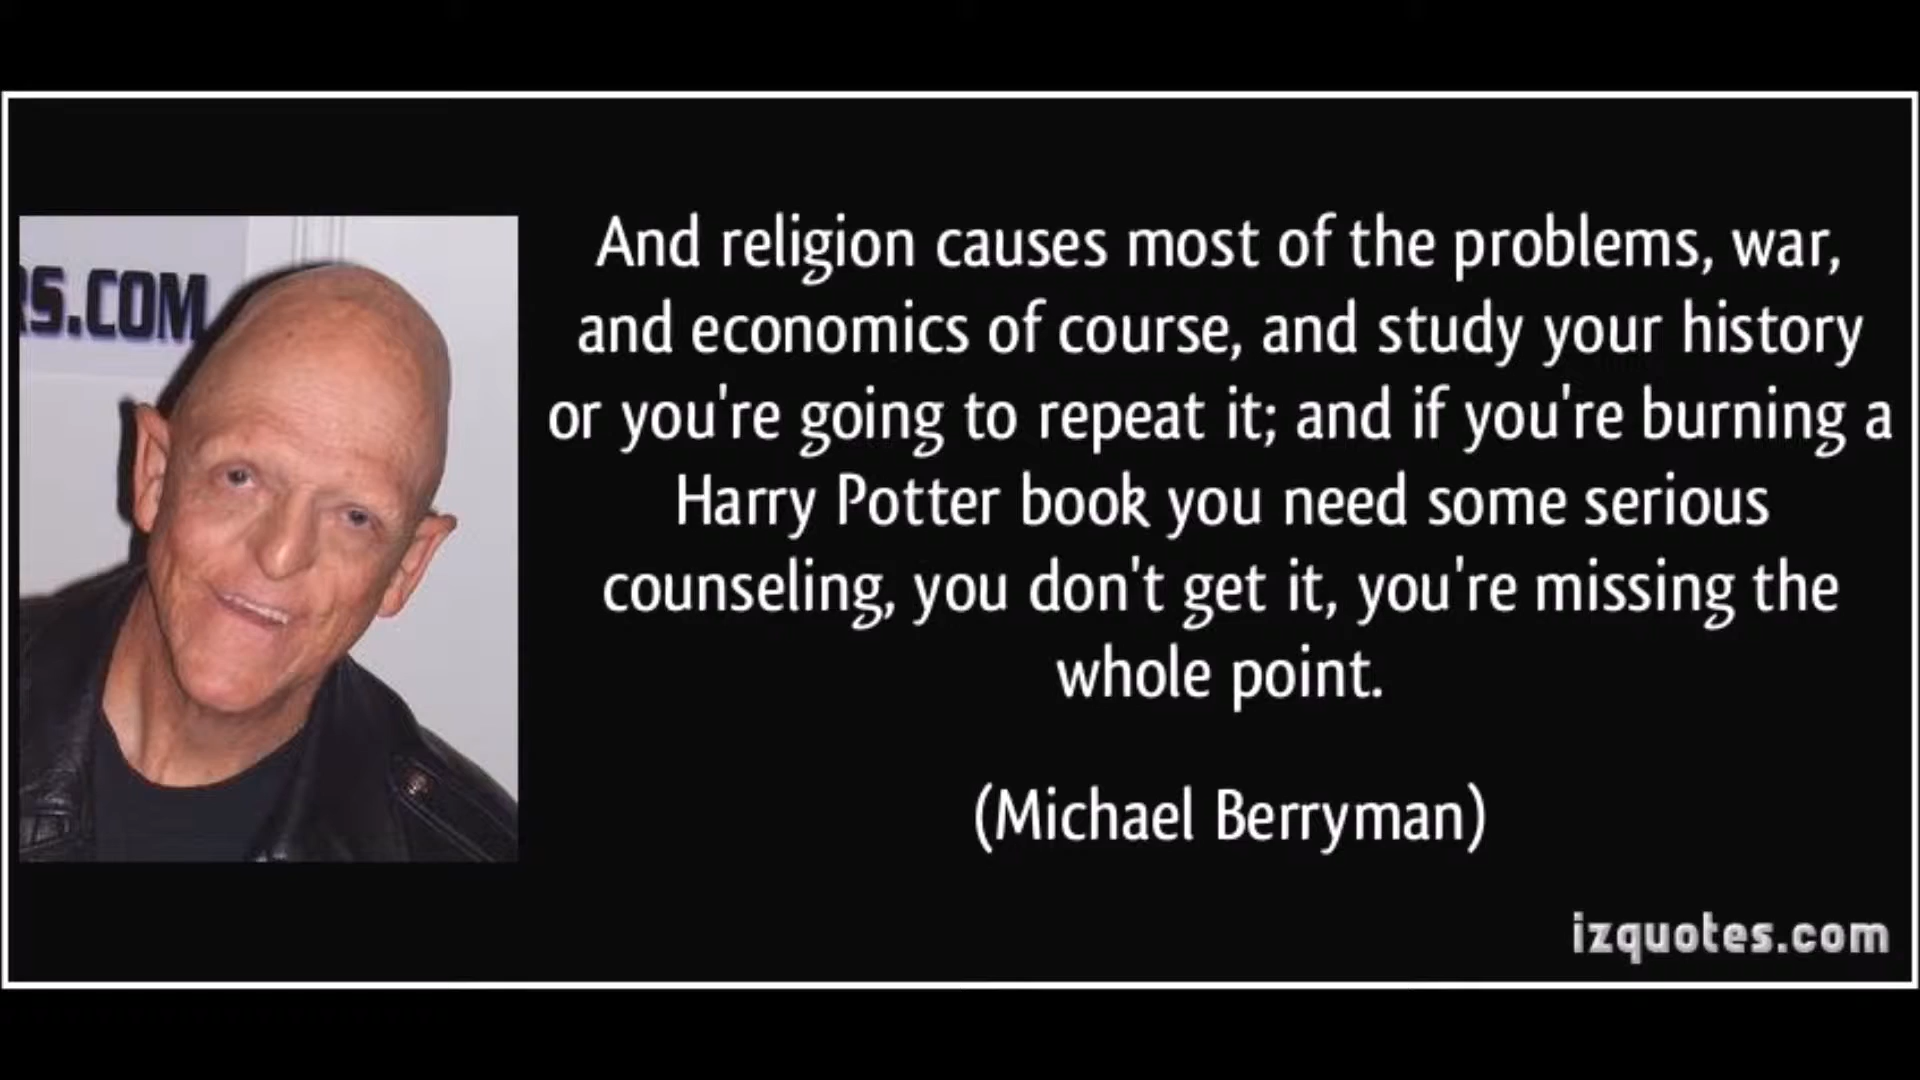 RS.COM
And religion causes most of the problems, war,
and economics of course, and study your history
or you're going to repeat it; and if you're burning a
Harry Potter book you need some serious
counseling, you don't get it, you're missing the
whole point.
(Michael Berryman)
izquotes.com